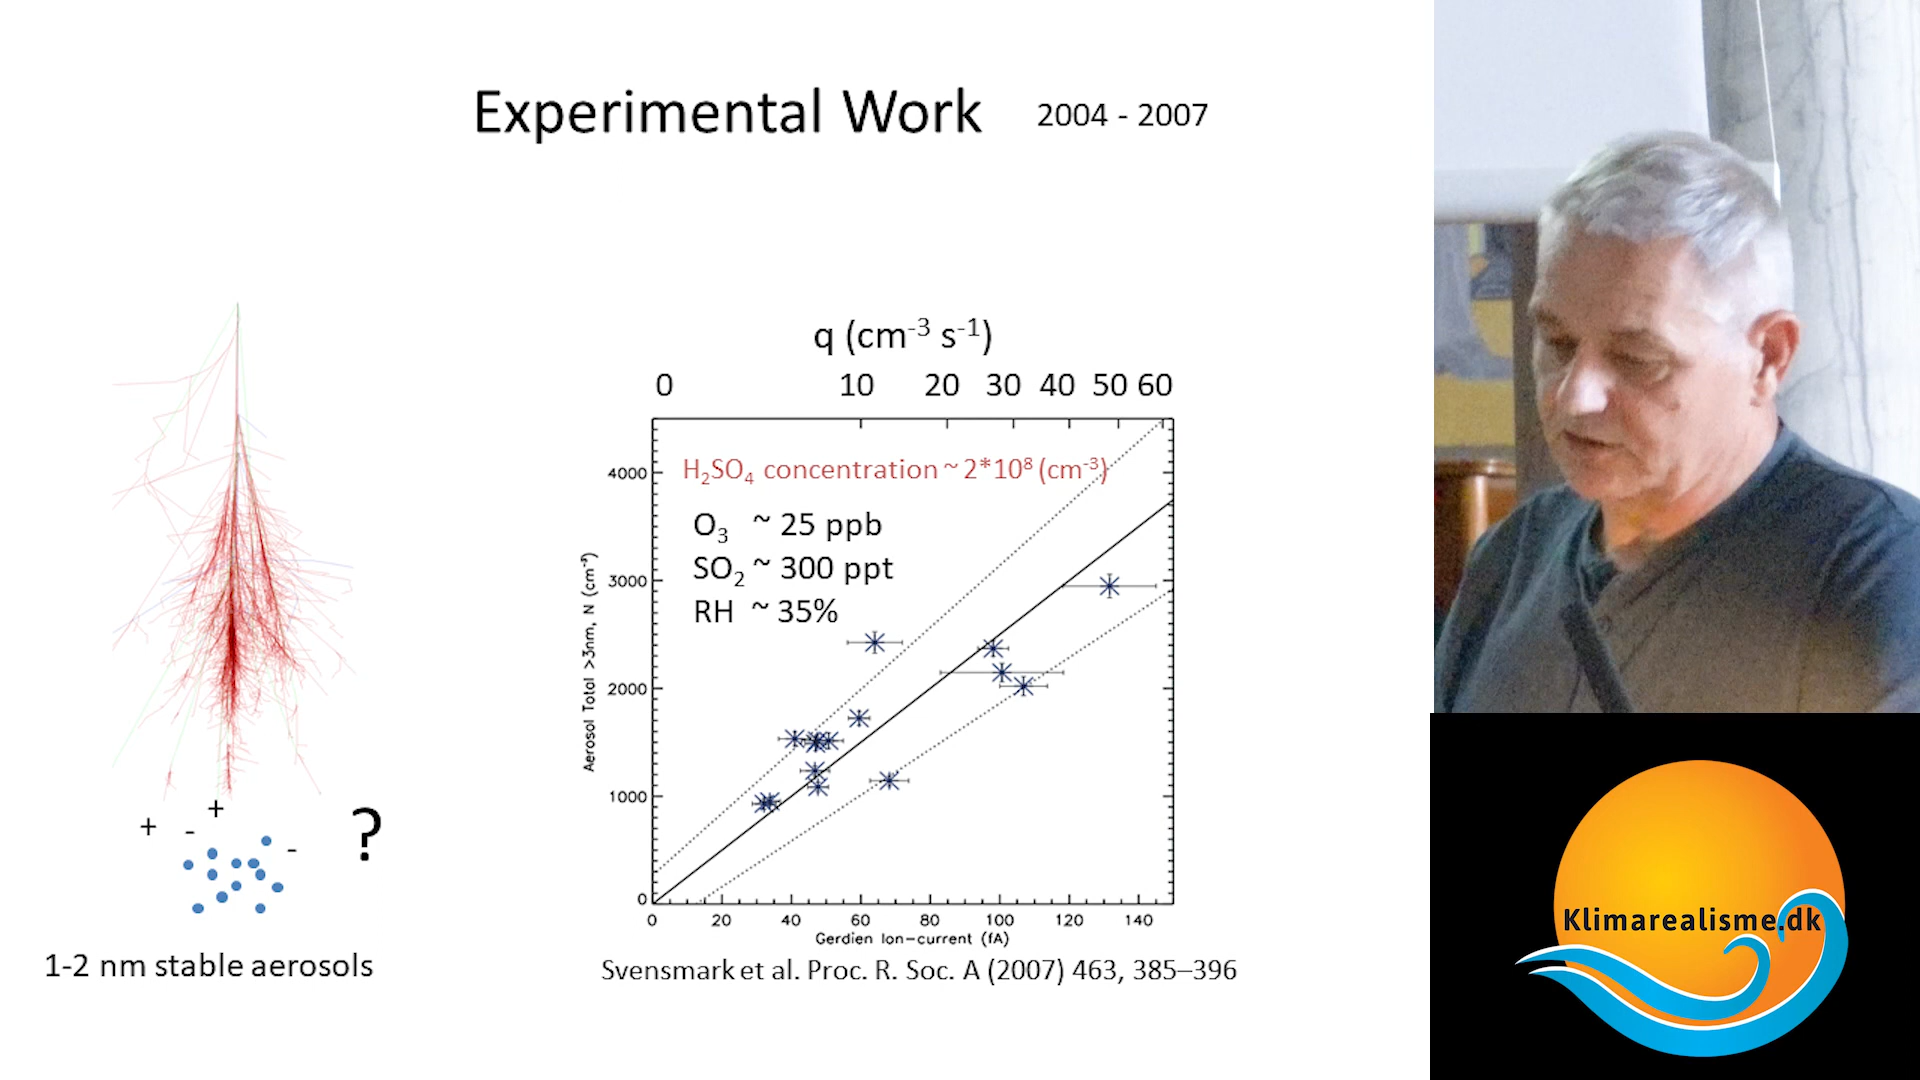 Experimental Work 2004 - 2007
q (cm⁻³ s⁻¹)
0 10 20 30 40 50 60
H₂SO₄ concentration ~ 2*10⁸ (cm⁻³)
O₃ ~ 25 ppb
SO₂ ~ 300 ppt
RH ~ 35%
4000
3000
2000
1000
0
Aerosol Total >3nm, N (cm⁻³)
0 20 40 60 80 100 120 140
Gerdien Ion-current (fA)
+ - + -
?
1-2 nm stable aerosols
Svensmark et al. Proc. R. Soc. A (2007) 463, 385–396
Klimarealisme.dk